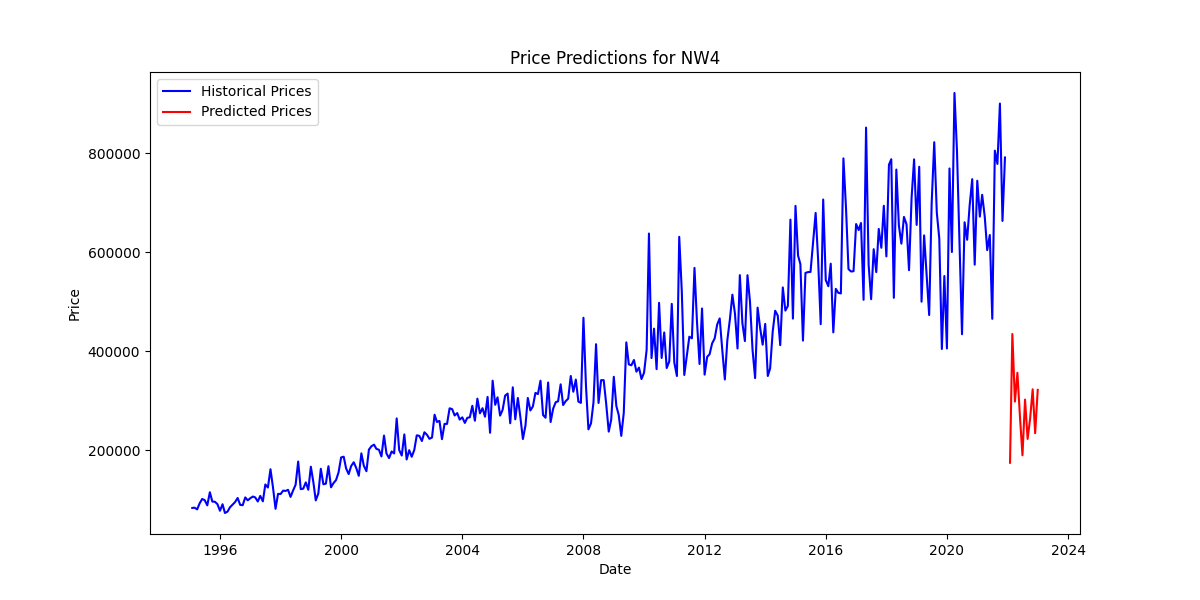 Price Predictions for NW4
Historical Prices
Predicted Prices
800000
600000
400000
200000
Price
1996
2000
2004
2008
2012
2016
2020
2024
Date